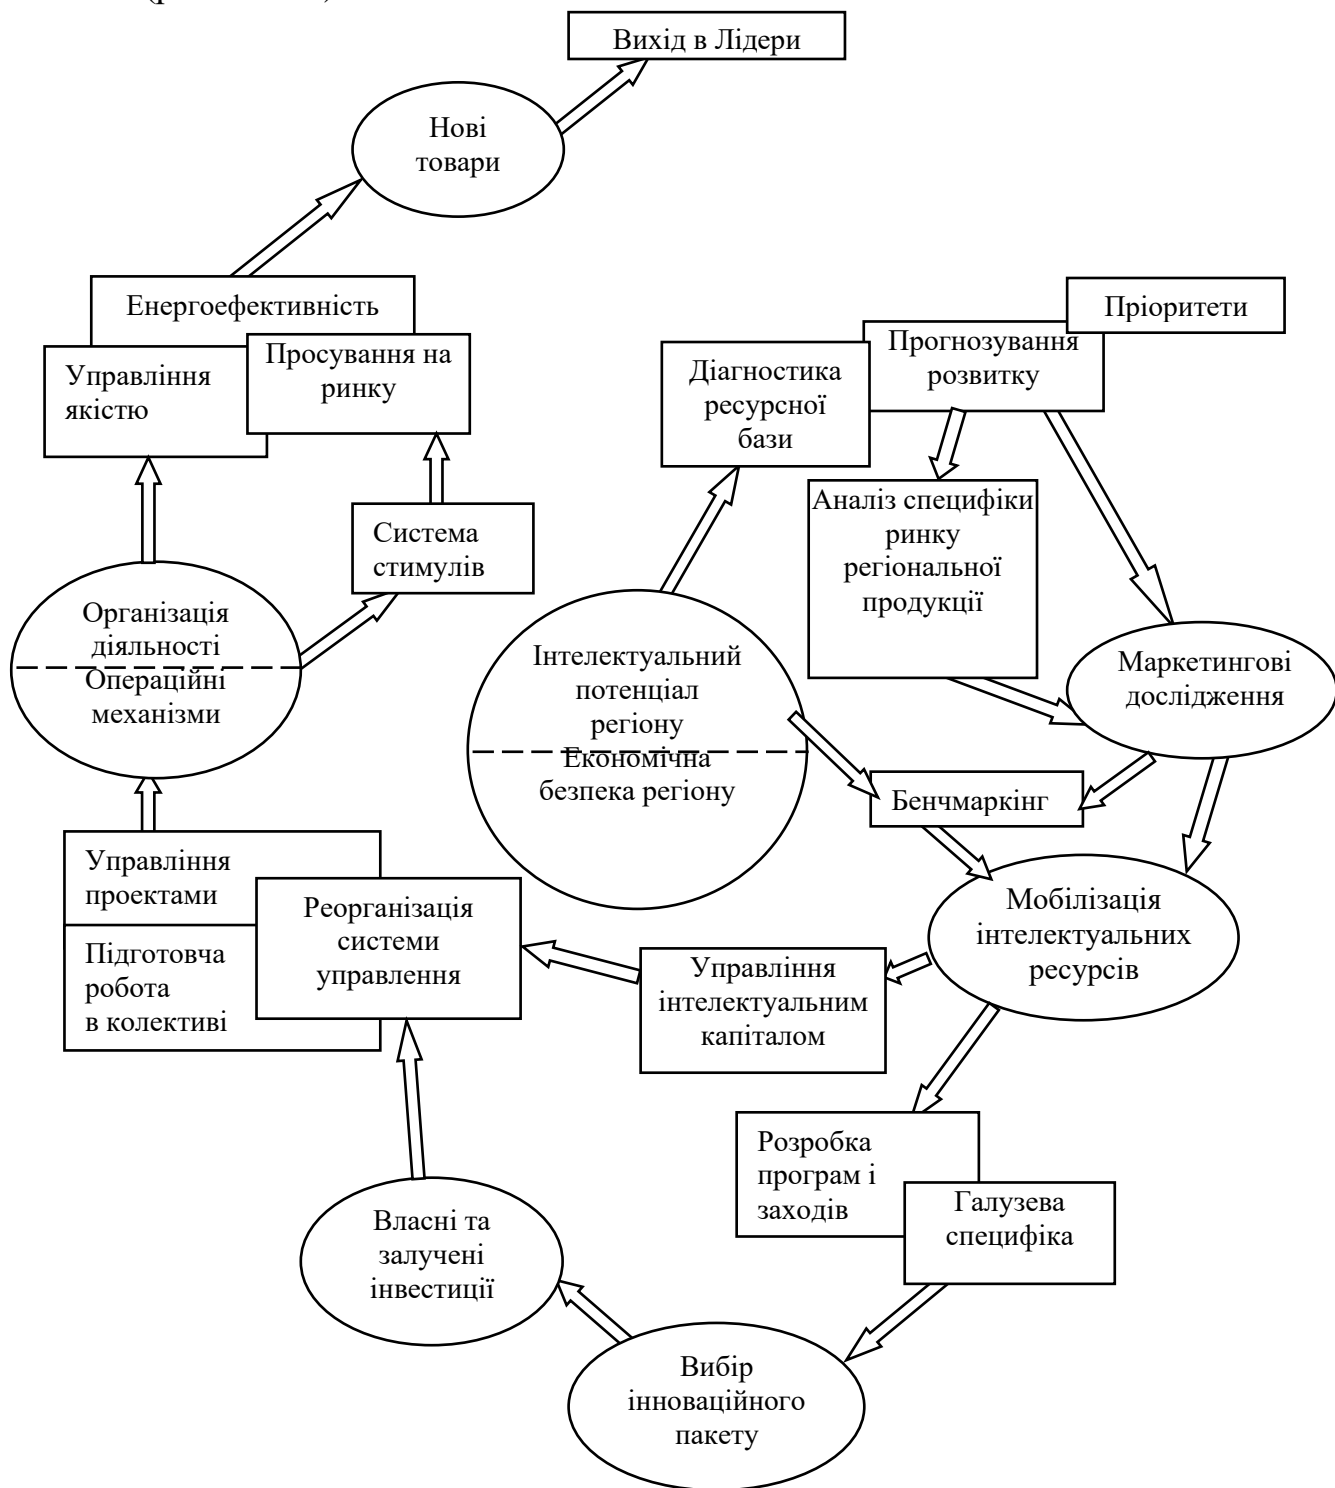 Вихід в Лідери
Нові
товари
Енергоефективність
Пріоритети
Просування на
ринку
Управління
якістю
Прогнозування
розвитку
Діагностика
ресурсної
бази
Аналіз специфіки
ринку
регіональної
продукції
Система
стимулів
Організація
діяльності
Операційні
механізми
Інтелектуальний
потенціал
регіону
Економічна
безпека регіону
Маркетингові
дослідження
Бенчмаркінг
Управління
проектами
Підготовча
робота
в колективі
Реорганізація
системи
управлення
Управління
інтелектуальним
капіталом
Мобілізація
інтелектуальних
ресурсів
Розробка
програм і
заходів
Галузева
специфіка
Власні та
залучені
інвестиції
Вибір
інноваційного
пакету